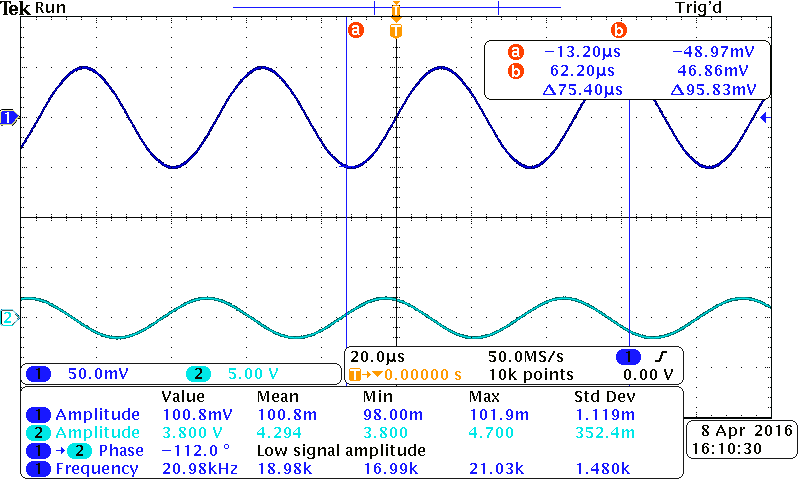 Tek Run Trig'd
T
a b T
a −13.20µs −48.97mV
b 62.20µs 46.86mV
Δ75.40µs Δ95.83mV
1
2
1 50.0mV 2 5.00 V
20.0µs 50.0MS/s 1
T→▼0.00000 s 10k points 0.00 V
Value Mean Min Max Std Dev
1 Amplitude 100.8mV 100.8m 98.00m 101.9m 1.119m
2 Amplitude 3.800 V 4.294 3.800 4.700 352.4m
1 → 2 Phase −112.0 ° Low signal amplitude
1 Frequency 20.98kHz 18.98k 16.99k 21.03k 1.480k
8 Apr 2016
16:10:30